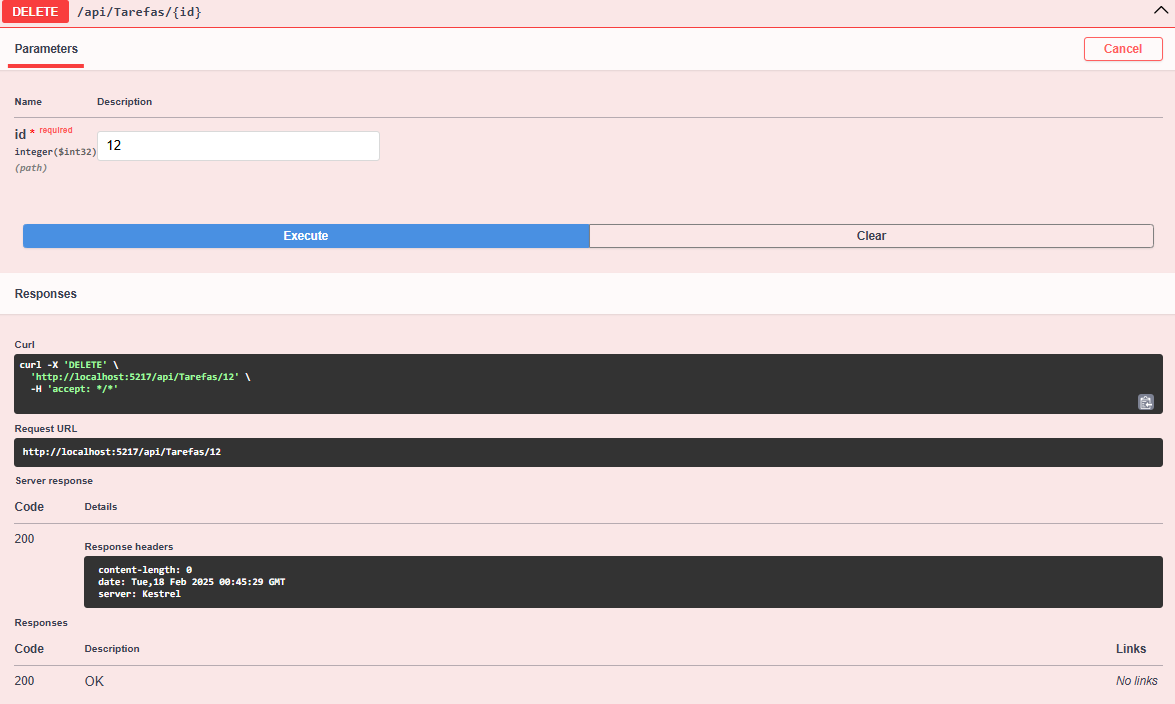 DELETE /api/Tarefas/{id}
Parameters
Cancel
Name Description
id * required
integer($int32)
(path)
12
Execute Clear
Responses
Curl
curl -X 'DELETE' \
'http://localhost:5217/api/Tarefas/12' \
-H 'accept: */*'
Request URL
http://localhost:5217/api/Tarefas/12
Server response
Code Details
200
Response headers
content-length: 0
date: Tue,18 Feb 2025 00:45:29 GMT
server: Kestrel
Responses
Code Description Links
200 OK No links